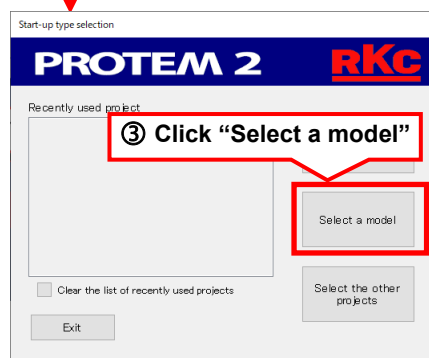 Start-up type selection
PROTEM 2
RKC
Recently used project
③ Click “Select a model”
Select a model
Clear the list of recently used projects
Select the other
projects
Exit